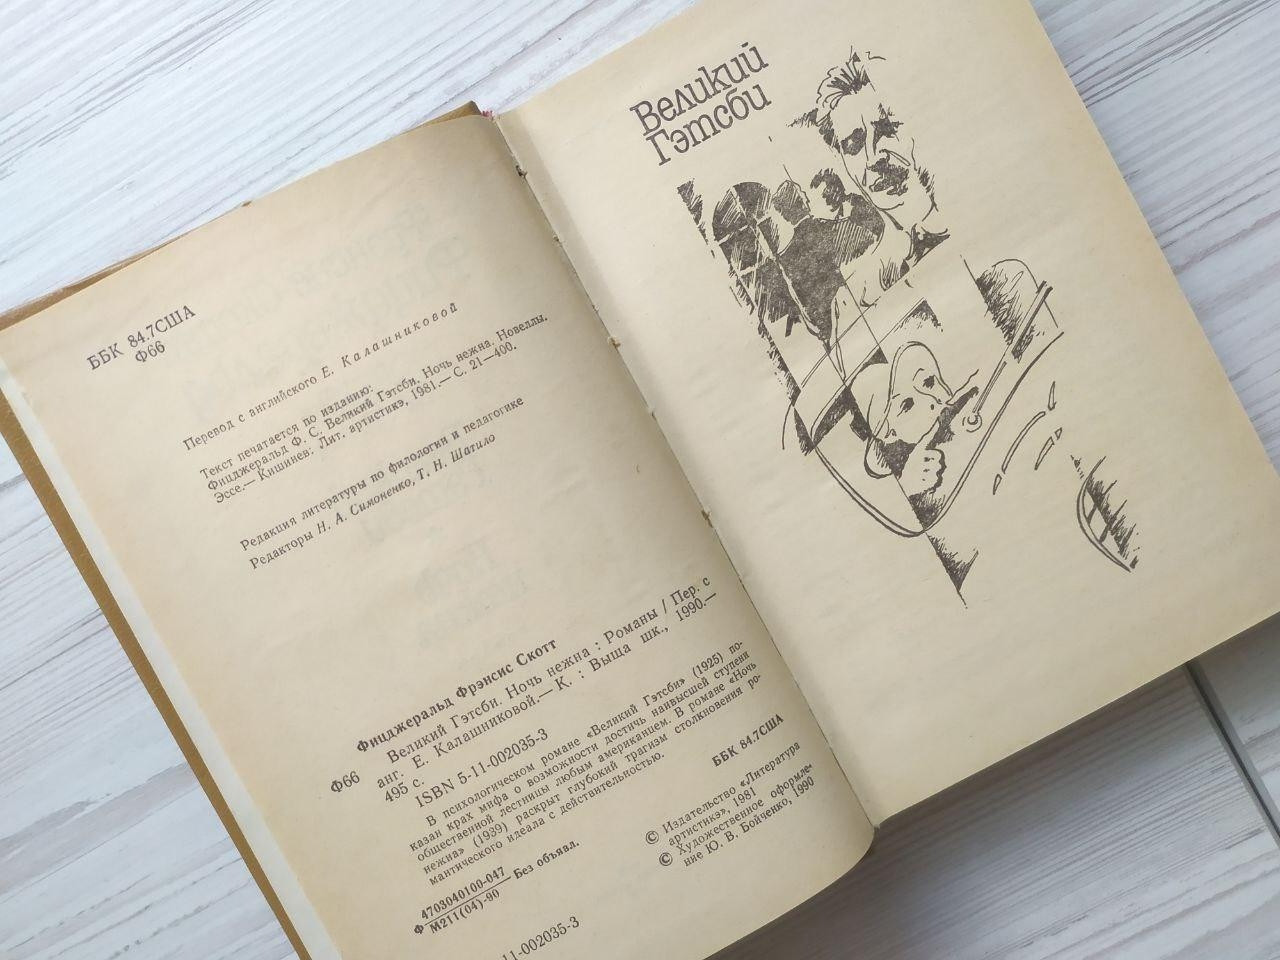 ББК 84.7США
Ф66
Перевод с английского Е. Калашниковой
Текст печатается по изданию:
Фицджеральд Ф. С. Великий Гэтсби. Ночь нежна. Новеллы.
Эссе.— Кишинев: Лит. артистикэ, 1981.— С. 21—400.
Редакция литературы по филологии и педагогике
Редакторы Н. А. Симоненко, Т. Н. Шатило
Фицджеральд Фрэнсис Скотт
Ф66 Великий Гэтсби. Ночь нежна : Романы / Пер. с
анг. Е. Калашниковой.— К. : Выща шк., 1990.—
495 с.
ISBN 5-11-002035-3
В психологическом романе «Великий Гэтсби» (1925) по-
казан крах мифа о возможности достичь наивысшей ступени
общественной лестницы любым американцем. В романе «Ночь
нежна» (1939) раскрыт глубокий трагизм столкновения ро-
мантического идеала с действительностью.
Ф 4703040100-047
М211(04)-90 Без объявл.
ББК 84.7США
© Издательство «Литература
артистикэ», 1981
© Художественное оформле-
ние Ю. В. Бойченко, 1990
11-002035-3
Великий
Гэтсби